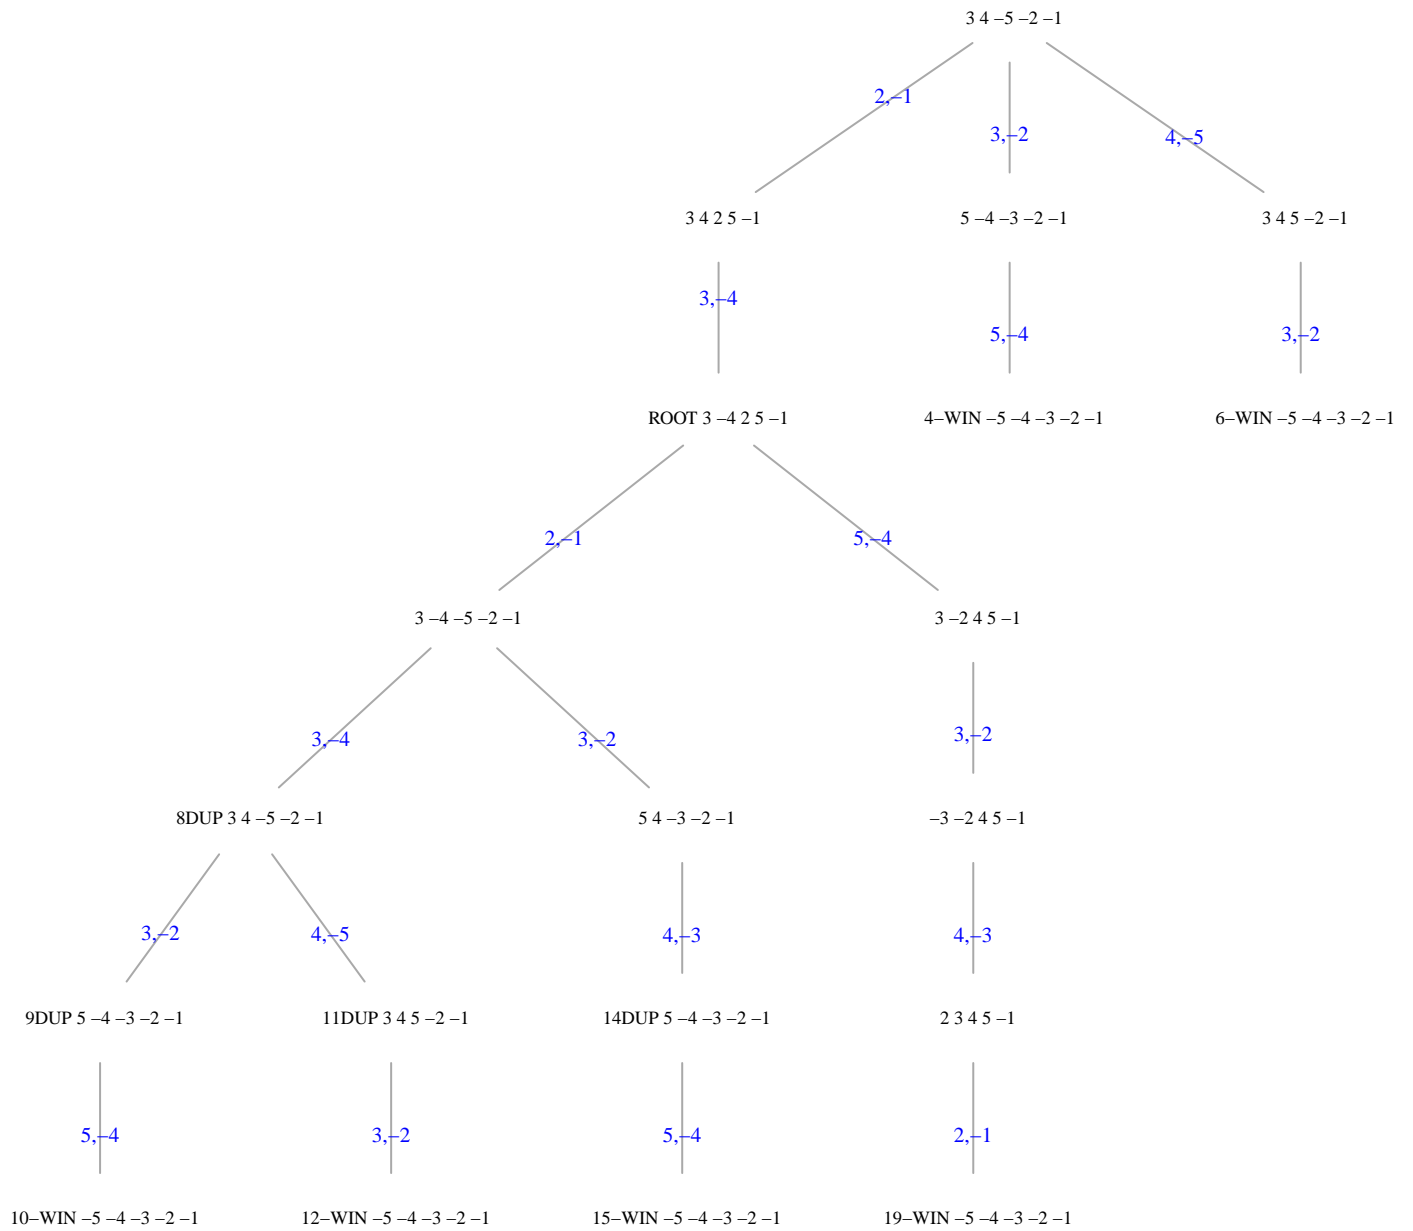 3 4 –5 –2 –1
2,–1
3,–2
4,–5
3 4 2 5 –1
5 –4 –3 –2 –1
3 4 5 –2 –1
3,–4
5,–4
3,–2
ROOT 3 –4 2 5 –1
4–WIN –5 –4 –3 –2 –1
6–WIN –5 –4 –3 –2 –1
2,–1
5,–4
3 –4 –5 –2 –1
3 –2 4 5 –1
3,–4
3,–2
3,–2
8DUP 3 4 –5 –2 –1
5 4 –3 –2 –1
–3 –2 4 5 –1
3,–2
4,–5
4,–3
4,–3
9DUP 5 –4 –3 –2 –1
11DUP 3 4 5 –2 –1
14DUP 5 –4 –3 –2 –1
2 3 4 5 –1
5,–4
3,–2
5,–4
2,–1
10–WIN –5 –4 –3 –2 –1
12–WIN –5 –4 –3 –2 –1
15–WIN –5 –4 –3 –2 –1
19–WIN –5 –4 –3 –2 –1